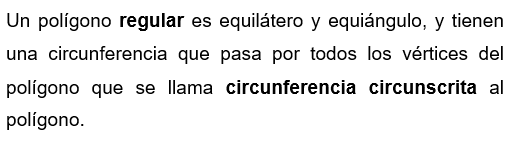 Un polígono regular es equilátero y equiángulo, y tienen
una circunferencia que pasa por todos los vértices del
polígono que se llama circunferencia circunscrita al
polígono.